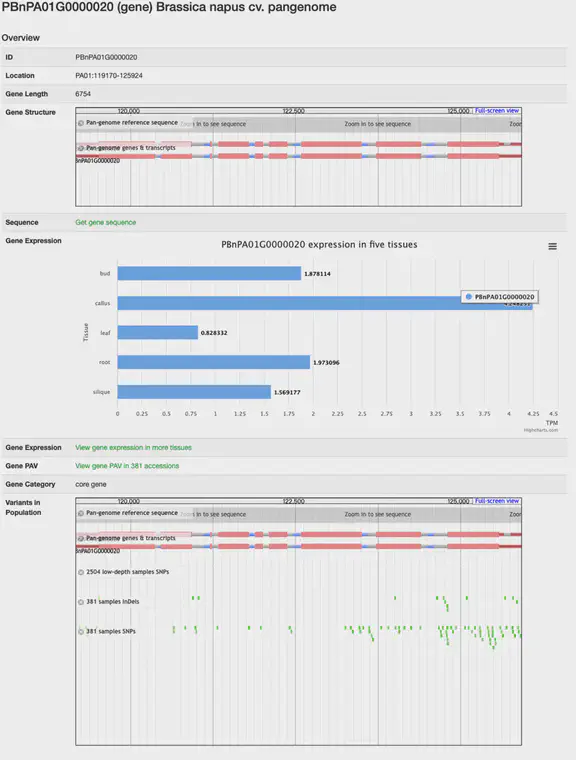 PBnPA01G0000020 (gene) Brassica napus cv. pangenome
Overview
ID PBnPA01G0000020
Location PA01:119170-125924
Gene Length 6754
Gene Structure
120,000 122,500 125,000 Full-screen view
Pan-genome reference sequence Zoom in to see sequence Zoom in to see sequence Zoo
Pan-genome genes & transcripts
BnPA01G0000020
Sequence Get gene sequence
Gene Expression
PBnPA01G0000020 expression in five tissues
Tissue
bud 1.878114
PBnPA01G0000020
callus
leaf 0.828332
root 1.973096
silique 1.569177
0 0.25 0.5 0.75 1 1.25 1.5 1.75 2 2.25 2.5 2.75 3 3.25 3.5 3.75 4 4.25 4.5
TPM
Highcharts.com
Gene Expression View gene expression in more tissues
Gene PAV View gene PAV in 381 accessions
Gene Category core gene
Variants in
Population
120,000 122,500 125,000 Full-screen view
Pan-genome reference sequence Zoom in to see sequence Zoom in to see sequence Zoo
Pan-genome genes & transcripts
BnPA01G0000020
2504 low-depth samples SNPs
381 samples InDels
381 samples SNPs